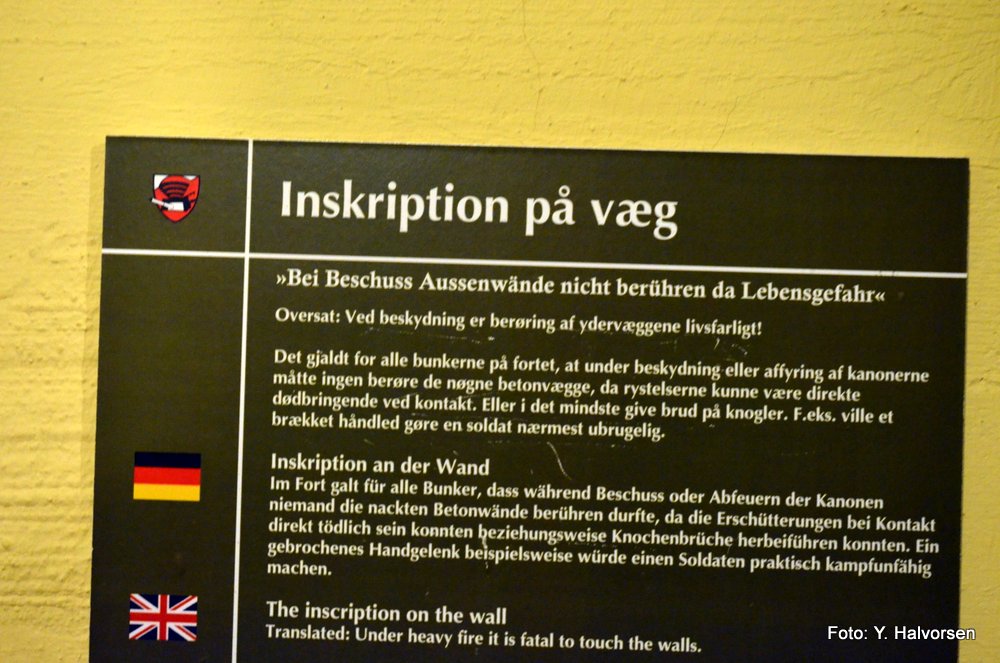 Inskription på væg
»Bei Beschuss Aussenwände nicht berühren da Lebensgefahr«
Oversat: Ved beskydning er berøring af ydervæggene livsfarligt!
Det gjaldt for alle bunkerne på fortet, at under beskydning eller affyring af kanonerne
måtte ingen berøre de nøgne betonvægge, da rystelserne kunne være direkte
dødbringende ved kontakt. Eller i det mindste give brud på knogler. F.eks. ville et
brækket håndled gøre en soldat nærmest ubrugelig.
Inskription an der Wand
Im Fort galt für alle Bunker, dass während Beschuss oder Abfeuern der Kanonen
niemand die nackten Betonwände berühren durfte, da die Erschütterungen bei Kontakt
direkt tödlich sein konnten beziehungsweise Knochenbrüche herbeiführen konnten. Ein
gebrochenes Handgelenk beispielsweise würde einen Soldaten praktisch kampfunfähig
machen.
The inscription on the wall
Translated: Under heavy fire it is fatal to touch the walls.
Foto: Y. Halvorsen